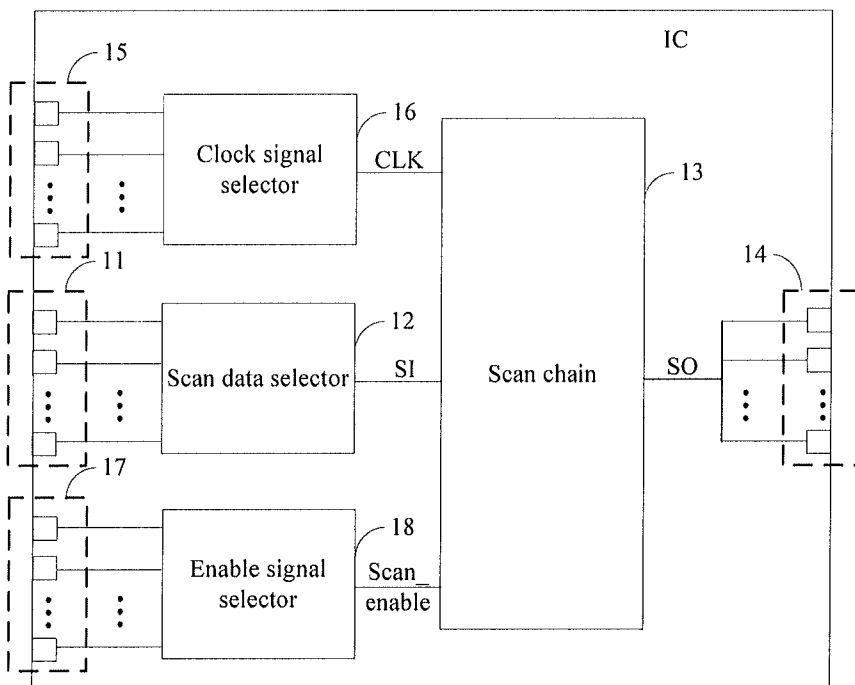 IC
15
Clock signal
selector
16
CLK
13
11
Scan data selector
12
SI
Scan chain
SO
14
17
Enable signal
selector
18
Scan_
enable